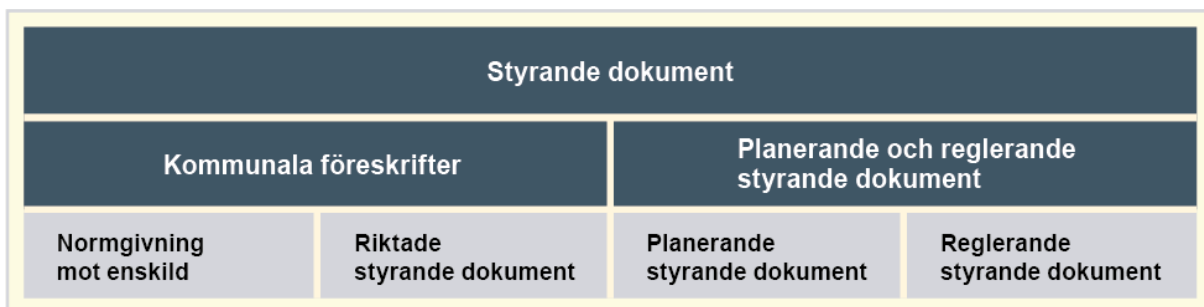 Styrande dokument
Kommunala föreskrifter
Planerande och reglerande
styrande dokument
Normgivning
mot enskild
Riktade
styrande dokument
Planerande
styrande dokument
Reglerande
styrande dokument